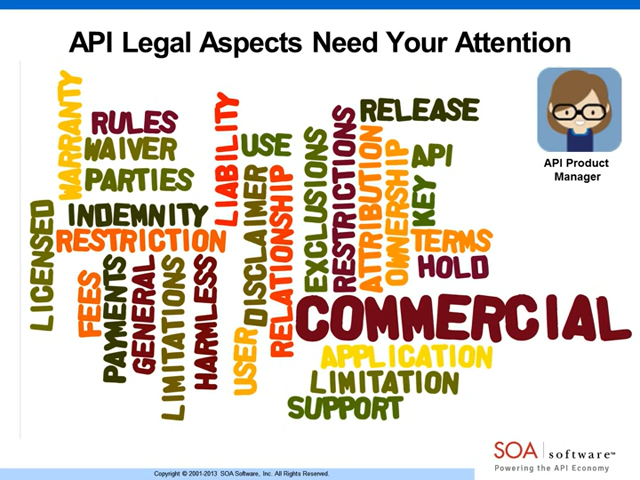 API Legal Aspects Need Your Attention
WARRANTY
RULES
WAIVER
PARTIES
LIABILITY
USE
RELEASE
API
KEY
INDEMNITY
RESTRICTION
LICENSED
DISCLAIMER
RELATIONSHIP
EXCLUSIONS
RESTRICTIONS
ATTRIBUTION
OWNERSHIP
TERMS
HOLD
FEES
PAYMENTS
GENERAL
LIMITATIONS
HARMLESS
USER
COMMERCIAL
APPLICATION
LIMITATION
SUPPORT
API Product
Manager
SOA software™
Powering the API Economy
Copyright © 2001-2013 SOA Software, Inc. All Rights Reserved.